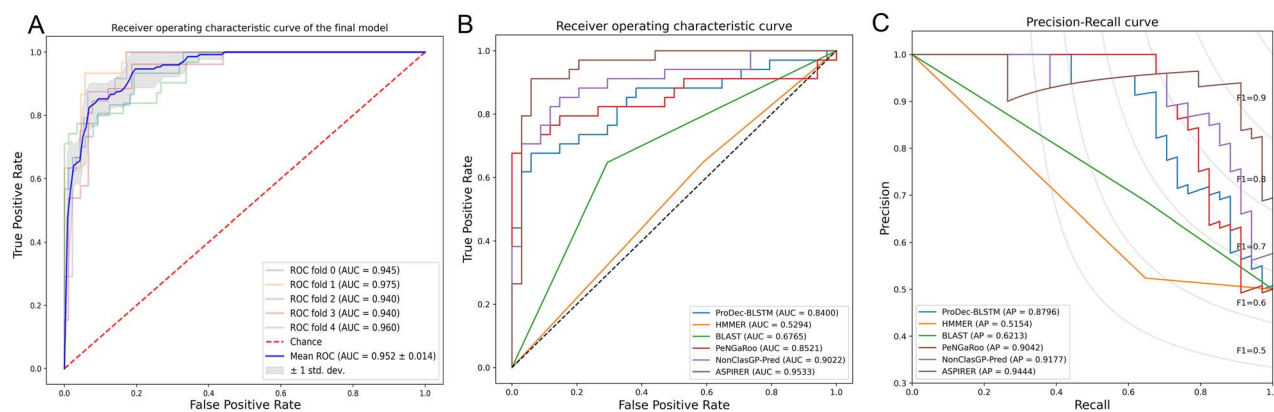 A
Receiver operating characteristic curve of the final model
True Positive Rate
1.0
0.8
0.6
0.4
0.2
0.0
0.0
0.2
0.4
0.6
0.8
1.0
False Positive Rate
ROC fold 0 (AUC = 0.945)
ROC fold 1 (AUC = 0.975)
ROC fold 2 (AUC = 0.940)
ROC fold 3 (AUC = 0.940)
ROC fold 4 (AUC = 0.960)
Chance
Mean ROC (AUC = 0.952 ± 0.014)
± 1 std. dev.
B
Receiver operating characteristic curve
True Positive Rate
1.0
0.8
0.6
0.4
0.2
0.0
0.0
0.2
0.4
0.6
0.8
1.0
False Positive Rate
ProDec-BLSTM (AUC = 0.8400)
HMMER (AUC = 0.5294)
BLAST (AUC = 0.6765)
PeNGaRoo (AUC = 0.8521)
NonClasGP-Pred (AUC = 0.9022)
ASPIRER (AUC = 0.9533)
C
Precision-Recall curve
Precision
1.0
0.9
0.8
0.7
0.6
0.5
0.4
0.3
0.0
0.2
0.4
0.6
0.8
1.0
Recall
F1=0.9
F1=0.8
F1=0.7
F1=0.6
F1=0.5
ProDec-BLSTM (AP = 0.8796)
HMMER (AP = 0.5154)
BLAST (AP = 0.6213)
PeNGaRoo (AP = 0.9042)
NonClasGP-Pred (AP = 0.9177)
ASPIRER (AP = 0.9444)